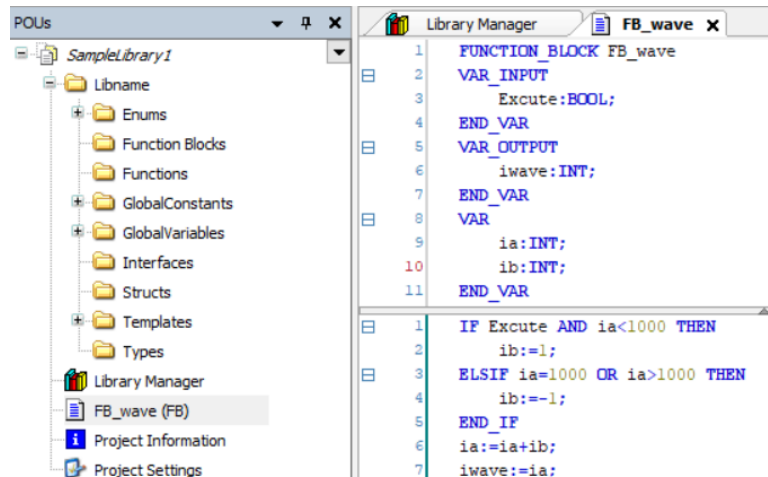 POUs
SampleLibrary1
Libname
Enums
Function Blocks
Functions
GlobalConstants
GlobalVariables
Interfaces
Structs
Templates
Types
Library Manager
FB_wave (FB)
Project Information
Project Settings
Library Manager
FB_wave
1 FUNCTION_BLOCK FB_wave
2 VAR_INPUT
3 Excute:BOOL;
4 END_VAR
5 VAR_OUTPUT
6 iwave:INT;
7 END_VAR
8 VAR
9 ia:INT;
10 ib:INT;
11 END_VAR
1 IF Excute AND ia<1000 THEN
2 ib:=1;
3 ELSIF ia=1000 OR ia>1000 THEN
4 ib:=-1;
5 END_IF
6 ia:=ia+ib;
7 iwave:=ia;